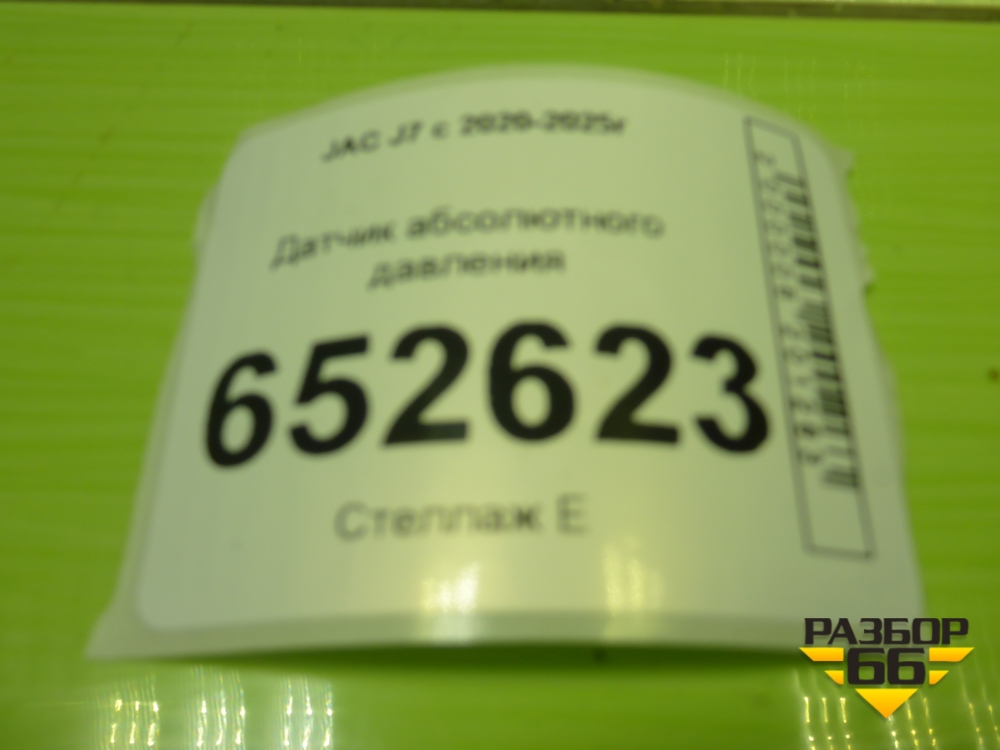 JAC J7 с 2020-2025г
Датчик абсолютного
давления
652623
Стеллаж Е
РАЗБОР
66